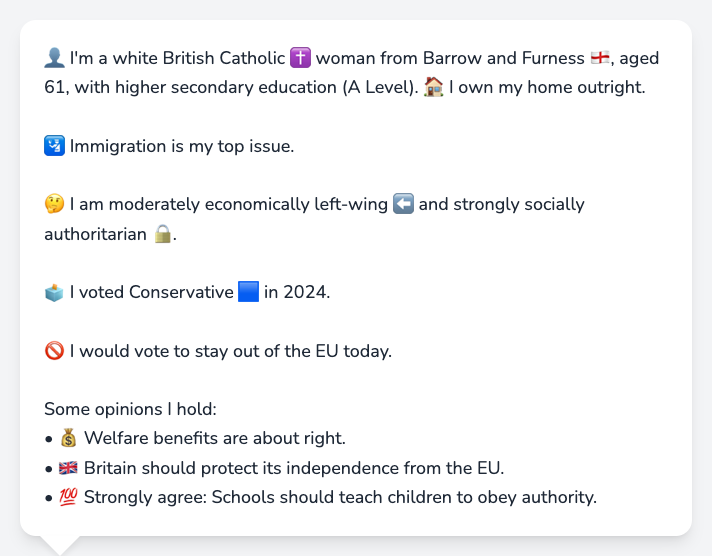 👤 I'm a white British Catholic ✝️ woman from Barrow and Furness 🏴󠁧󠁢󠁥󠁮󠁧󠁿, aged
61, with higher secondary education (A Level). 🏠 I own my home outright.
🛂 Immigration is my top issue.
🤔 I am moderately economically left-wing ⬅️ and strongly socially
authoritarian 🔒.
🗳️ I voted Conservative 🟦 in 2024.
🚫 I would vote to stay out of the EU today.
Some opinions I hold:
• 💰 Welfare benefits are about right.
• 🇬🇧 Britain should protect its independence from the EU.
• 💯 Strongly agree: Schools should teach children to obey authority.